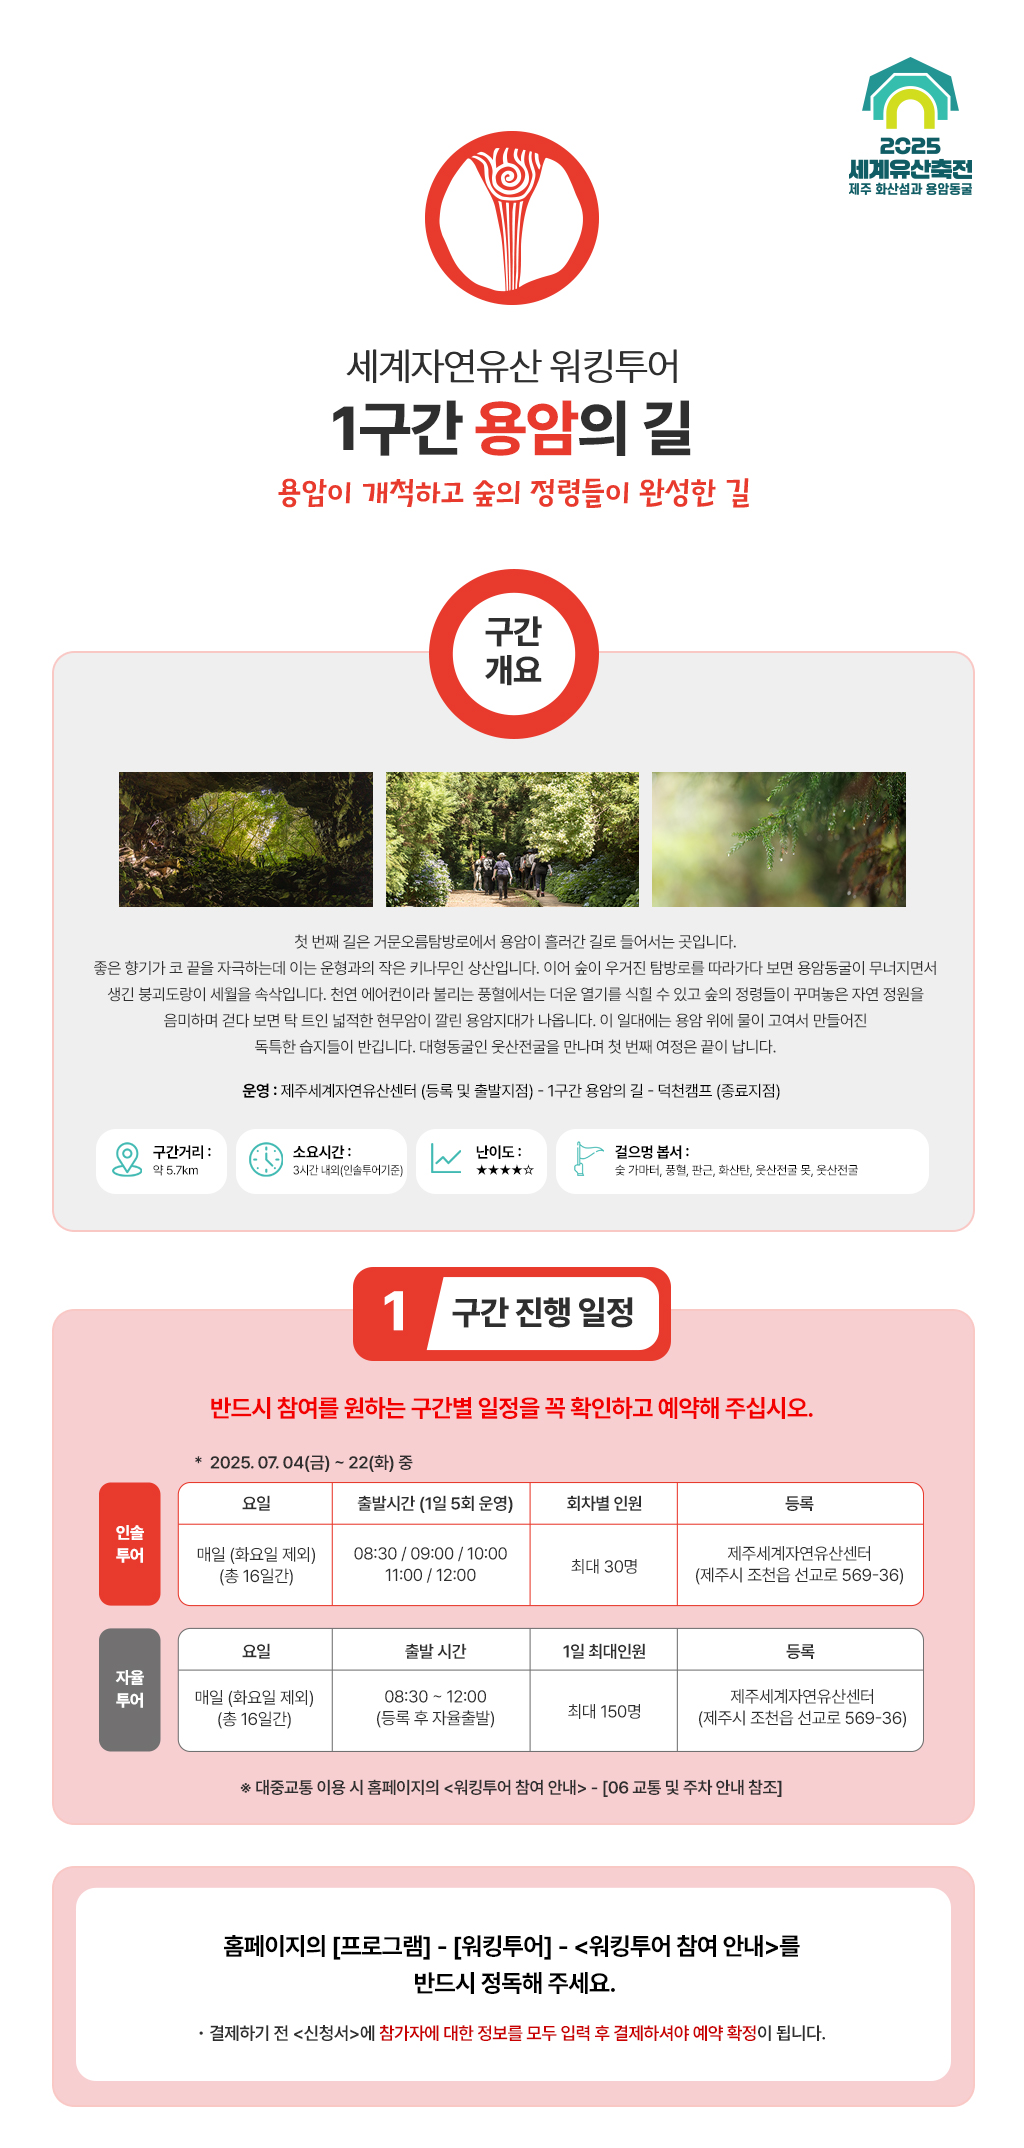 2025
세계유산축전
제주 화산섬과 용암동굴
세계자연유산 워킹투어
1구간 용암의 길
용암이 개척하고 숲의 정령들이 완성한 길
구간
개요
첫 번째 길은 거문오름탐방로에서 용암이 흘러간 길로 들어서는 곳입니다.
좋은 향기가 코 끝을 자극하는데 이는 운형과의 작은 키나무인 상산입니다. 이어 숲이 우거진 탐방로를 따라가다 보면 용암동굴이 무너지면서
생긴 붕괴도랑이 세월을 속삭입니다. 천연 에어컨이라 불리는 풍혈에서는 더운 열기를 식힐 수 있고 숲의 정령들이 꾸며놓은 자연 정원을
음미하며 걷다 보면 탁 트인 넓적한 현무암이 깔린 용암지대가 나옵니다. 이 일대에는 용암 위에 물이 고여서 만들어진
독특한 습지들이 반깁니다. 대형동굴인 웃산전굴을 만나며 첫 번째 여정은 끝이 납니다.
운영 : 제주세계자연유산센터 (등록 및 출발지점) - 1구간 용암의 길 - 덕천캠프 (종료지점)
구간거리 :
약 5.7km
소요시간 :
3시간 내외(인솔투어기준)
난이도 :
★★★★☆
걸으멍 봅서 :
숯 가마터, 풍혈, 판근, 화산탄, 웃산전굴 못, 웃산전굴
1 구간 진행 일정
반드시 참여를 원하는 구간별 일정을 꼭 확인하고 예약해 주십시오.
* 2025. 07. 04(금) ~ 22(화) 중
인솔
투어
요일 출발시간 (1일 5회 운영) 회차별 인원 등록
매일 (화요일 제외) 08:30 / 09:00 / 10:00 최대 30명 제주세계자연유산센터
(총 16일간) 11:00 / 12:00 (제주시 조천읍 선교로 569-36)
자율
투어
요일 출발 시간 1일 최대인원 등록
매일 (화요일 제외) 08:30 ~ 12:00 최대 150명 제주세계자연유산센터
(총 16일간) (등록 후 자율출발) (제주시 조천읍 선교로 569-36)
※ 대중교통 이용 시 홈페이지의 <워킹투어 참여 안내> - [06 교통 및 주차 안내 참조]
홈페이지의 [프로그램] - [워킹투어] - <워킹투어 참여 안내>를
반드시 정독해 주세요.
· 결제하기 전 <신청서>에 참가자에 대한 정보를 모두 입력 후 결제하셔야 예약 확정이 됩니다.